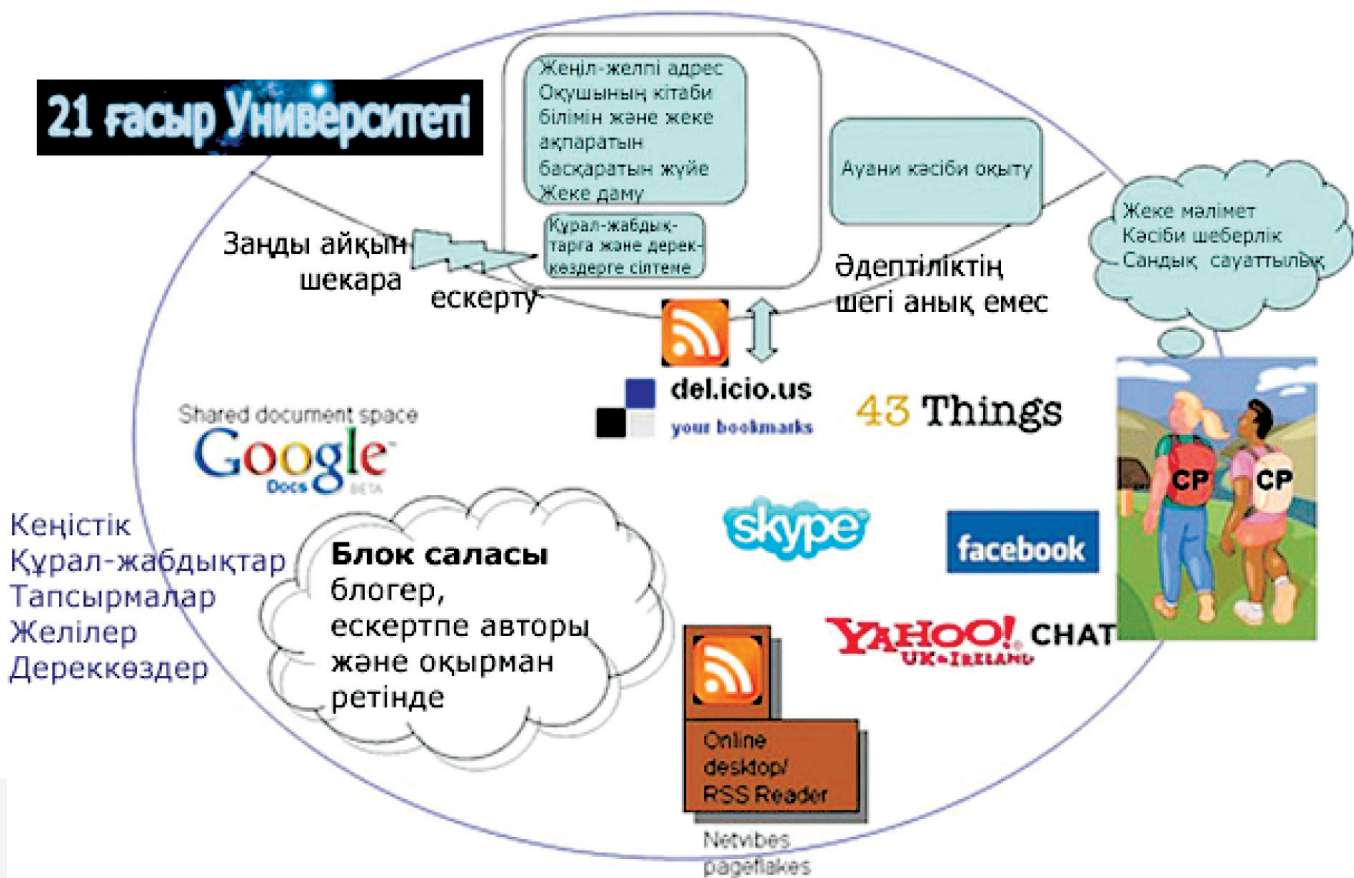 21 ғасыр Университеті
Жеңіл-желпі адрес
Оқушының кітаби
білімін және жеке
ақпаратын
басқаратын жүйе
Жеке даму
Құрал-жабдық-
тарга және дерек-
көздерге сілтеме
Ауани кәсіби оқыту
Жеке мәлімет
Кәсіби шеберлік
Сандық сауаттылық
Заңды айқын
шекара
ескерту
Әдептіліктің
шегі анық емес
del.icio.us
your bookmarks
43 Things
Shared document space
Google
Docs BETA
skype
facebook
CP CP
Кеңістік
Құрал-жабдықтар
Тапсырмалар
Желілер
Дереккөздер
Блок саласы
блогер,
ескертпе авторы
және оқырман
ретінде
YAHOO! CHAT
UK & IRELAND
Online
desktop/
RSS Reader
Netvibes
pageflakes